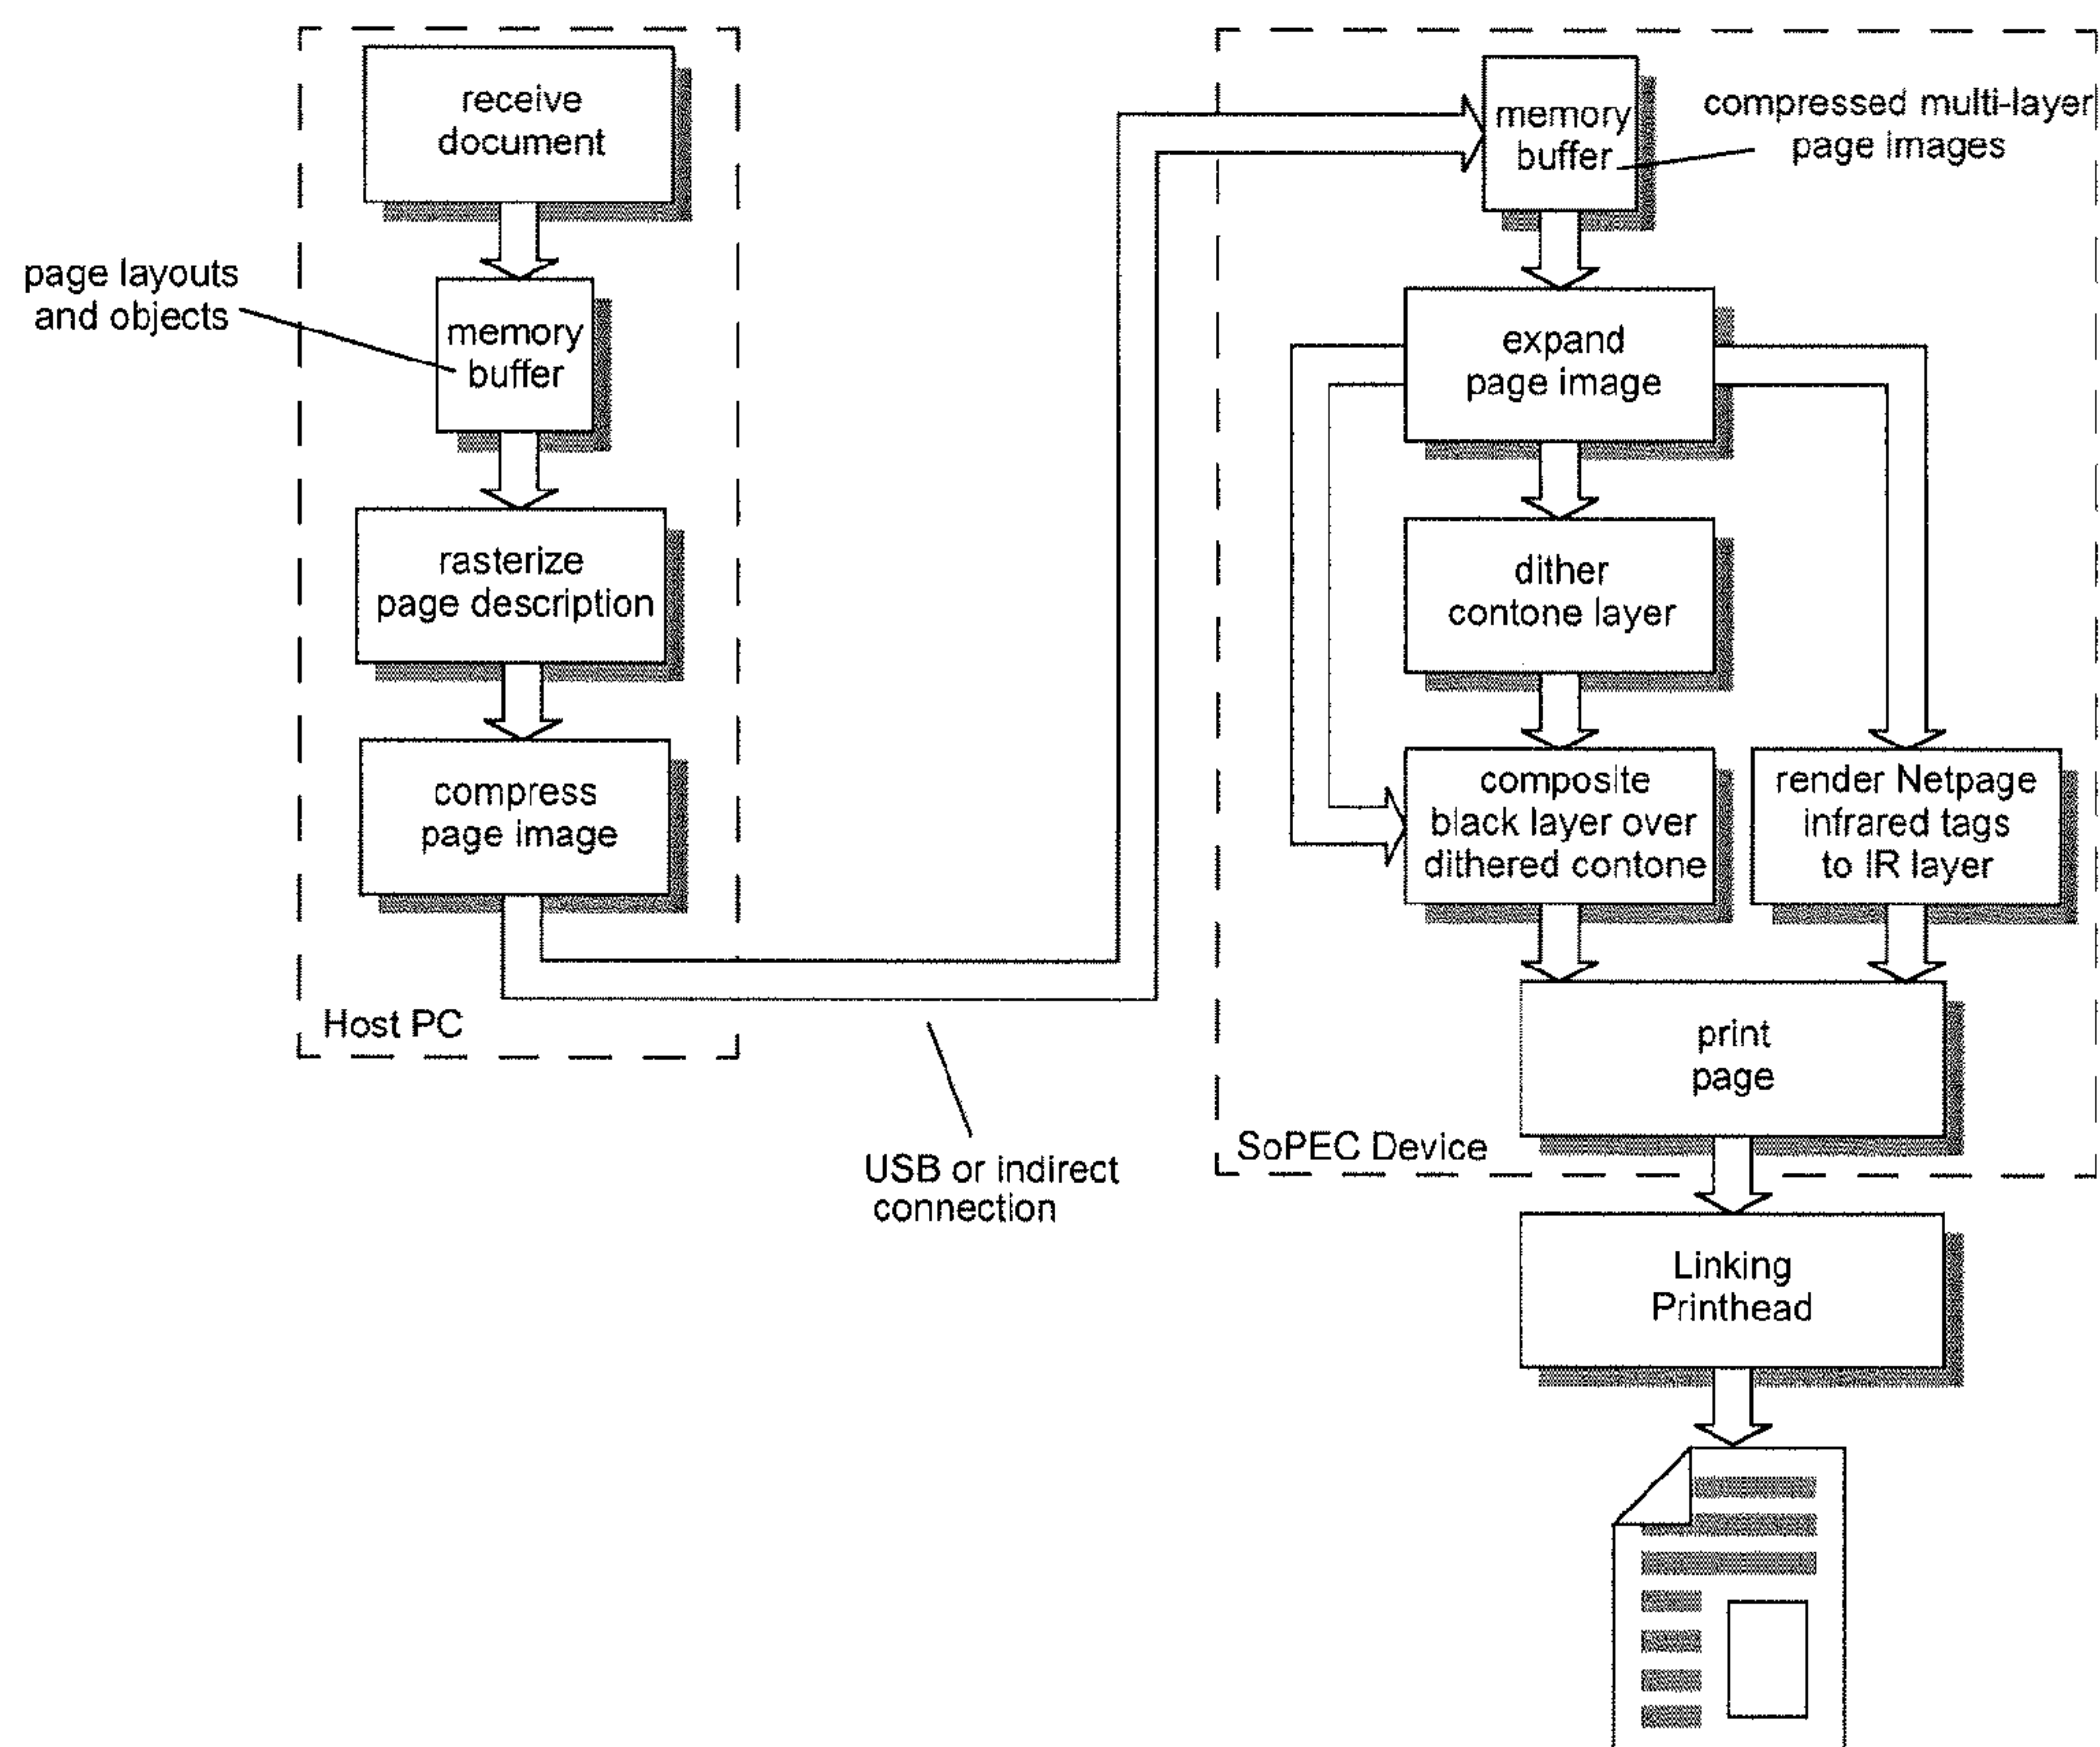 receive
document
page layouts
and objects
memory
buffer
rasterize
page description
compress
page image
Host PC
USB or indirect
connection
memory
buffer
compressed multi-layer
page images
expand
page image
dither
contone layer
composite
black layer over
dithered contone
render Netpage
infrared tags
to IR layer
print
page
SoPEC Device
Linking
Printhead